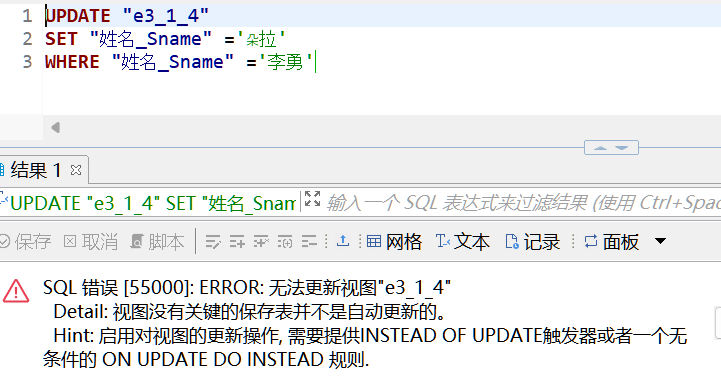 1 UPDATE "e3_1_4"
2 SET "姓名_Sname" ='朵拉'
3 WHERE "姓名_Sname" ='李勇'
结果 1
UPDATE "e3_1_4" SET "姓名_Snam 输入一个 SQL 表达式来过滤结果 (使用 Ctrl+Spac
保存 取消 脚本 网格 文本 记录 面板
SQL 错误 [55000]: ERROR: 无法更新视图"e3_1_4"
Detail: 视图没有关键的保存表并不是自动更新的。
Hint: 启用对视图的更新操作, 需要提供INSTEAD OF UPDATE触发器或者一个无
条件的 ON UPDATE DO INSTEAD 规则.